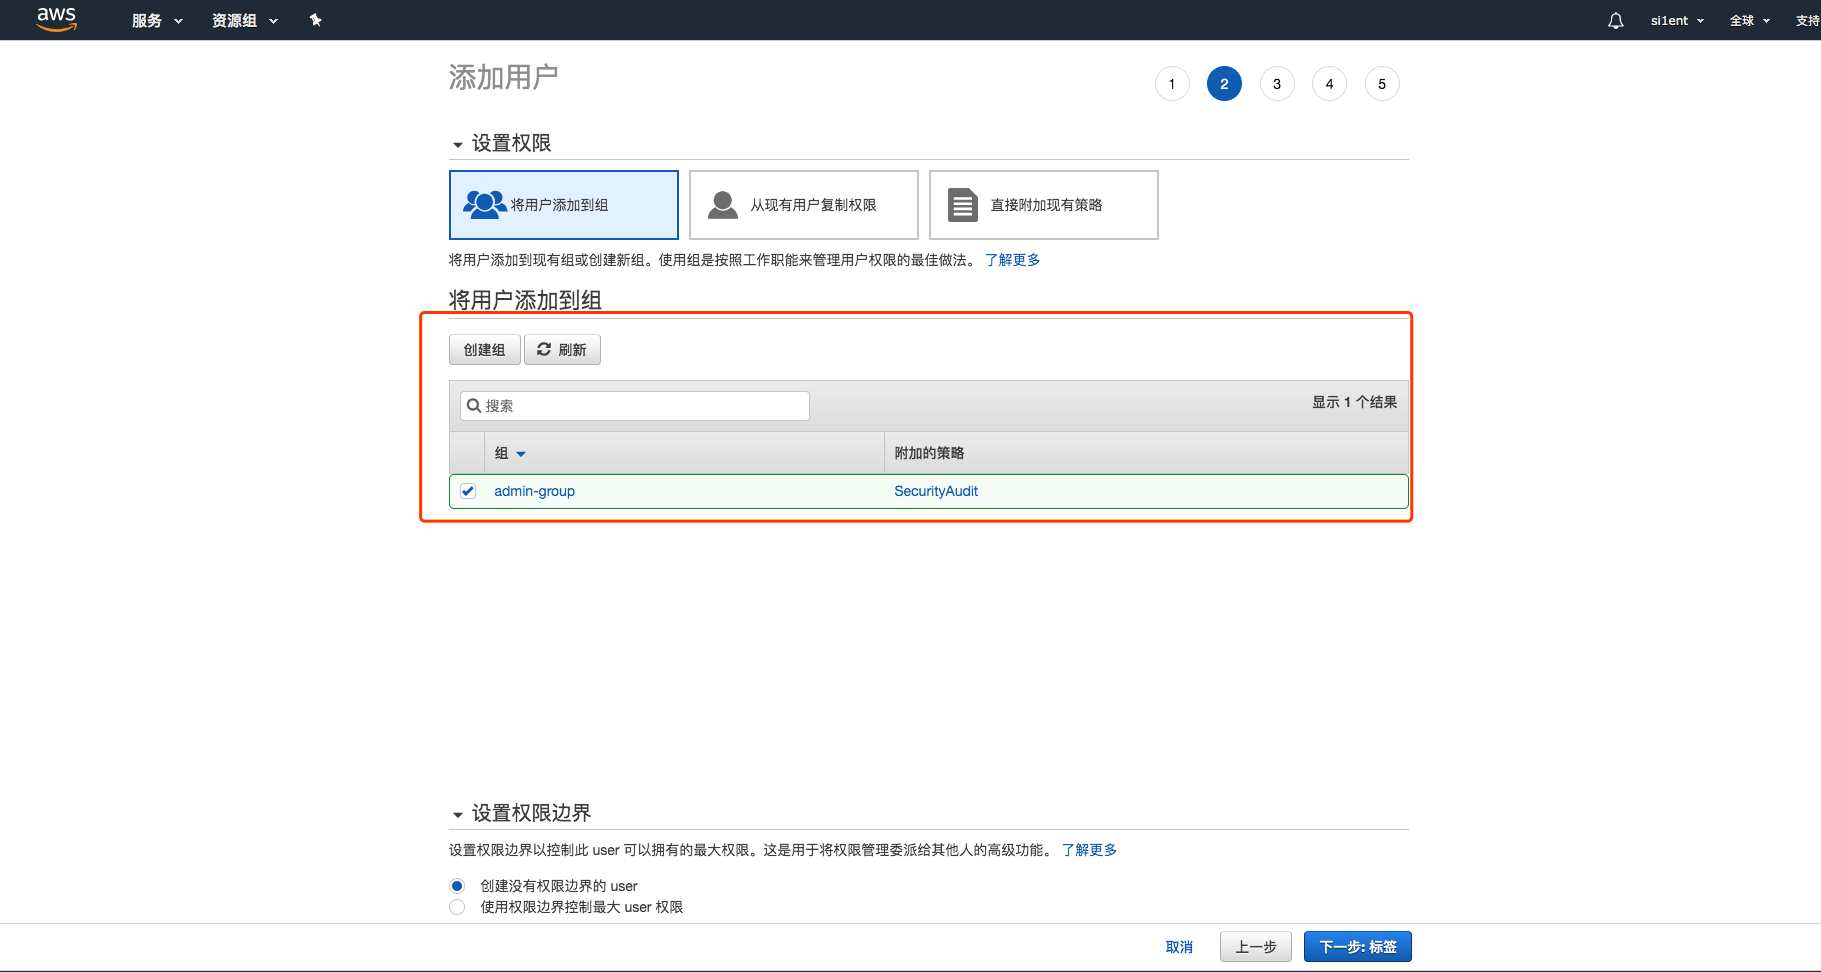 aws 服务 资源组 si1ent 全球 支持
添加用户 1 2 3 4 5
设置权限
将用户添加到组 从现有用户复制权限 直接附加现有策略
将用户添加到现有组或创建新组。使用组是按照工作职能来管理用户权限的最佳做法。 了解更多
将用户添加到组
创建组 刷新
搜索 显示 1 个结果
组 附加的策略
admin-group SecurityAudit
设置权限边界
设置权限边界以控制此 user 可以拥有的最大权限。这是用于将权限管理委派给其他人的高级功能。 了解更多
创建没有权限边界的 user
使用权限边界控制最大 user 权限
取消 上一步 下一步: 标签